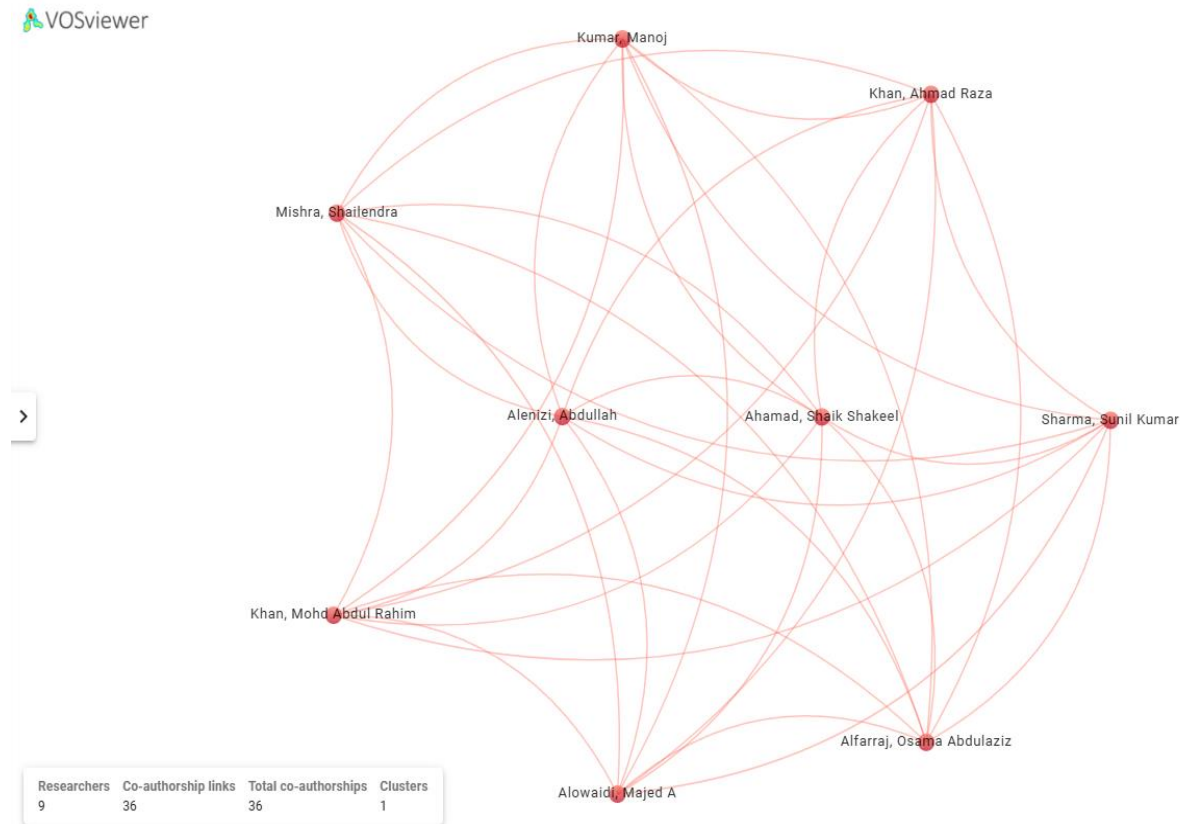 VOSviewer
Kumar, Manoj
Khan, Ahmad Raza
Mishra, Shailendra
Alenizi, Abdullah
Ahamad, Shaik Shakeel
Sharma, Sunil Kumar
Khan, Mohd Abdul Rahim
Alfarraj, Osama Abdulaziz
Alowaidi, Majed A
Researchers Co-authorship links Total co-authorships Clusters
9 36 36 1